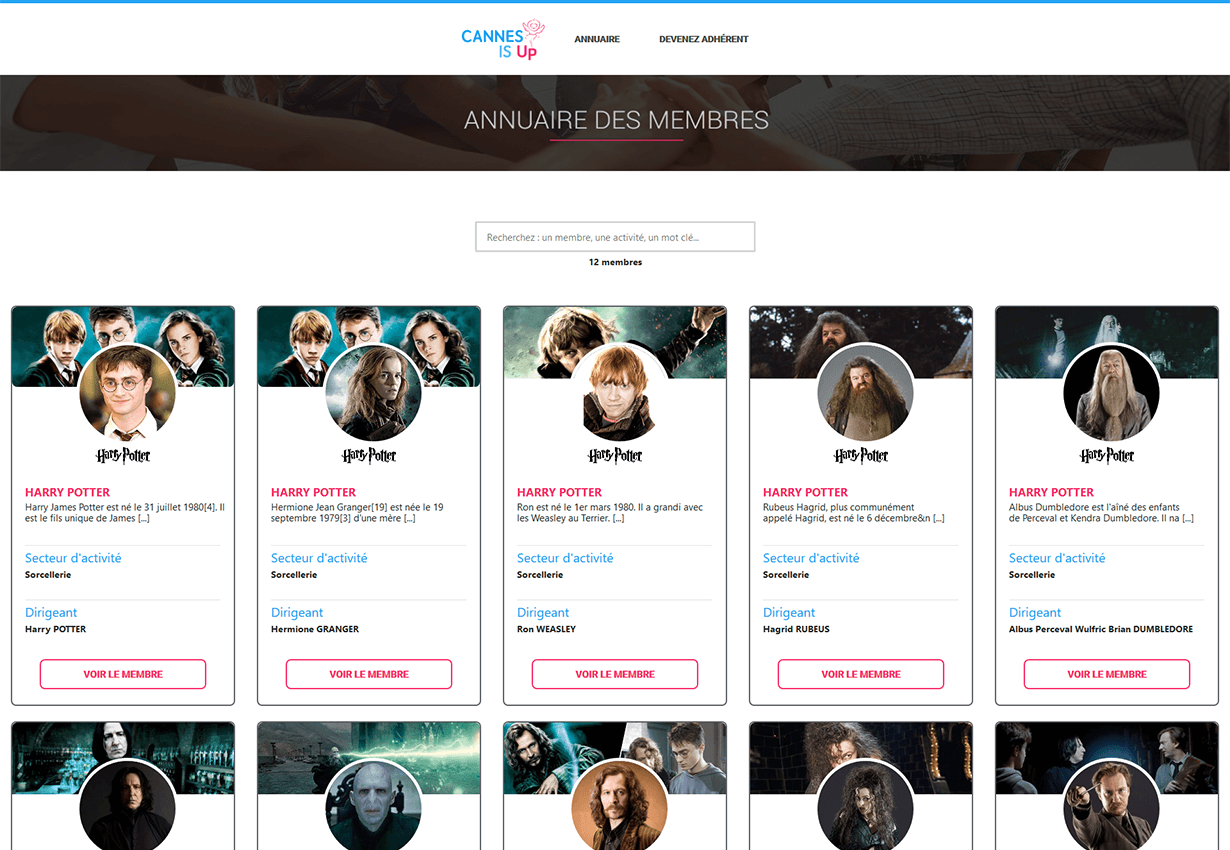 CANNES
IS Up
ANNUAIRE
DEVENEZ ADHÉRENT
ANNUAIRE DES MEMBRES
Recherchez : un membre, une activité, un mot clé...
12 membres
Harry Potter
HARRY POTTER
Harry James Potter est né le 31 juillet 1980[4]. Il
est le fils unique de James [...]
Secteur d'activité
Sorcellerie
Dirigeant
Harry POTTER
VOIR LE MEMBRE
Harry Potter
HARRY POTTER
Hermione Jean Granger[19] est née le 19
septembre 1979[3] d'une mère [...]
Secteur d'activité
Sorcellerie
Dirigeant
Hermione GRANGER
VOIR LE MEMBRE
Harry Potter
HARRY POTTER
Ron est né le 1er mars 1980. Il a grandi avec
les Weasley au Terrier. [...]
Secteur d'activité
Sorcellerie
Dirigeant
Ron WEASLEY
VOIR LE MEMBRE
Harry Potter
HARRY POTTER
Rubeus Hagrid, plus communément
appelé Hagrid, est né le 6 décembre&n [...]
Secteur d'activité
Sorcellerie
Dirigeant
Hagrid RUBEUS
VOIR LE MEMBRE
Harry Potter
HARRY POTTER
Albus Dumbledore est l'aîné des enfants
de Perceval et Kendra Dumbledore. Il na [...]
Secteur d'activité
Sorcellerie
Dirigeant
Albus Perceval Wulfric Brian DUMBLEDORE
VOIR LE MEMBRE